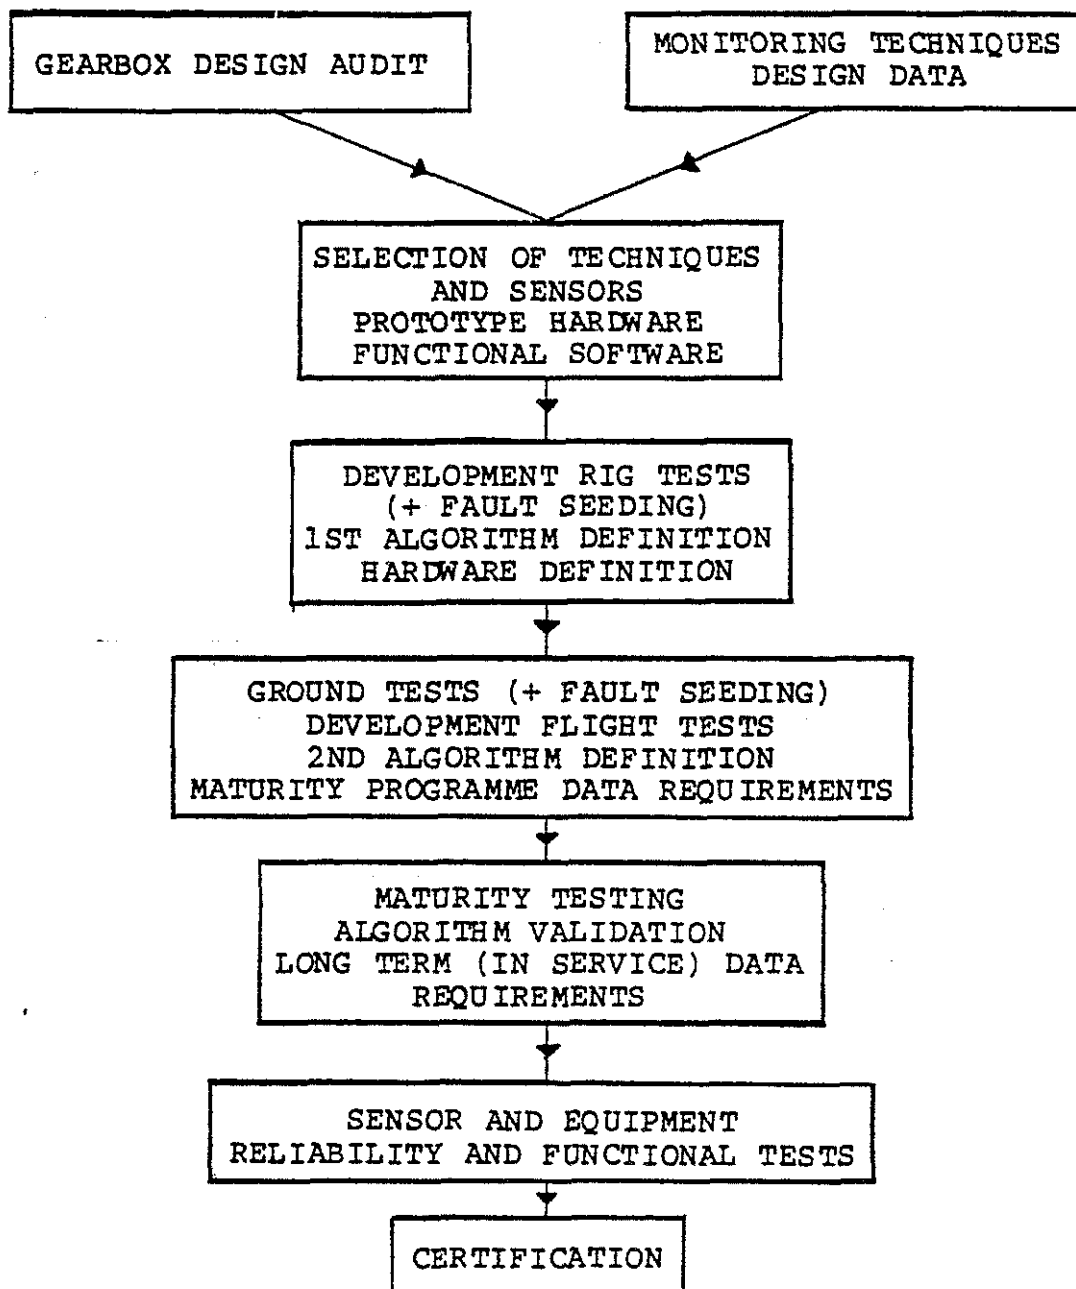 GEARBOX DESIGN AUDIT
MONITORING TECHNIQUES
DESIGN DATA
SELECTION OF TECHNIQUES
AND SENSORS
PROTOTYPE HARDWARE
FUNCTIONAL SOFTWARE
DEVELOPMENT RIG TESTS
(+ FAULT SEEDING)
1ST ALGORITHM DEFINITION
HARDWARE DEFINITION
GROUND TESTS (+ FAULT SEEDING)
DEVELOPMENT FLIGHT TESTS
2ND ALGORITHM DEFINITION
MATURITY PROGRAMME DATA REQUIREMENTS
MATURITY TESTING
ALGORITHM VALIDATION
LONG TERM (IN SERVICE) DATA
REQUIREMENTS
SENSOR AND EQUIPMENT
RELIABILITY AND FUNCTIONAL TESTS
CERTIFICATION